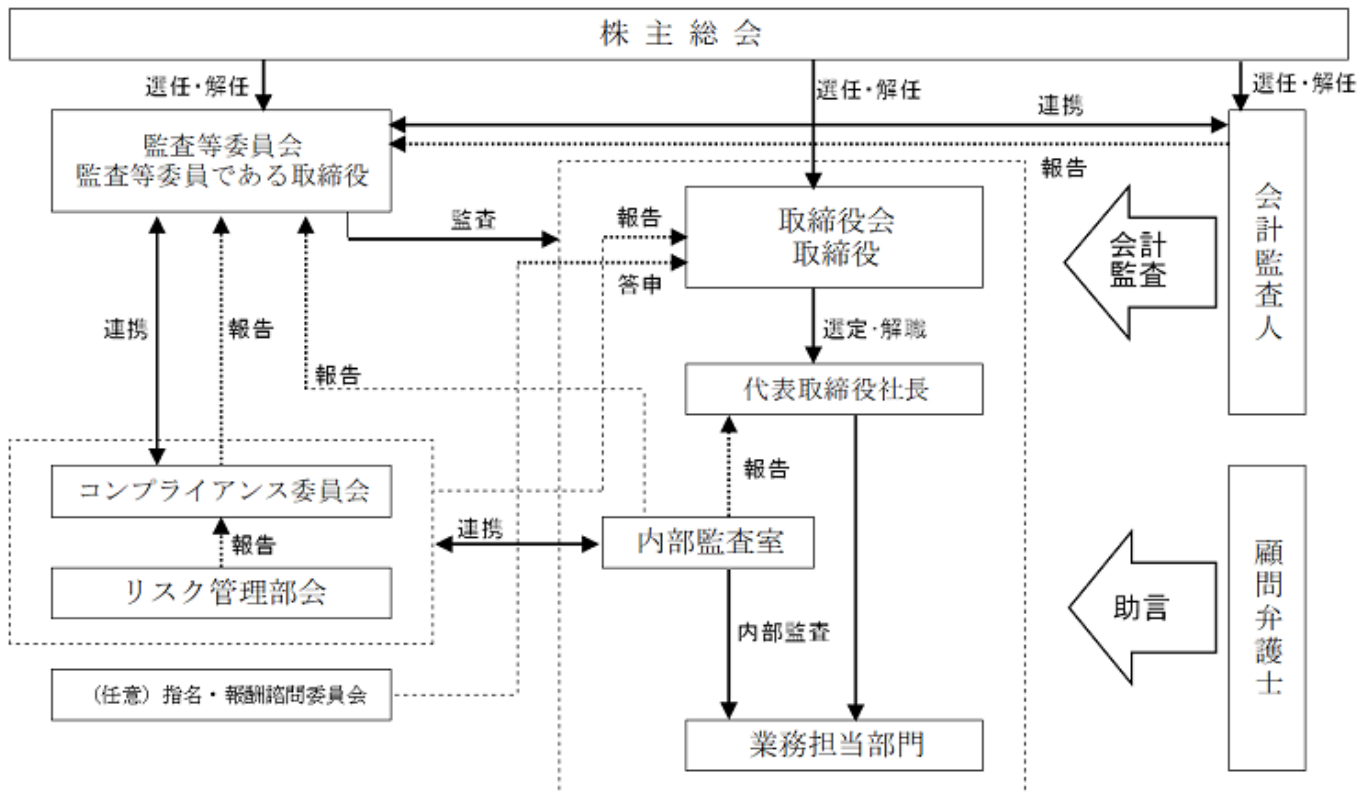 株主総会
選任・解任
選任・解任
選任・解任
連携
報告
監査等委員会
監査等委員である取締役
監査
報告
答申
取締役会
取締役
会計
監査
会計監査人
連携
報告
報告
選定・解職
代表取締役社長
コンプライアンス委員会
報告
リスク管理部会
連携
報告
内部監査室
内部監査
助言
顧問弁護士
(任意) 指名・報酬諮問委員会
業務担当部門